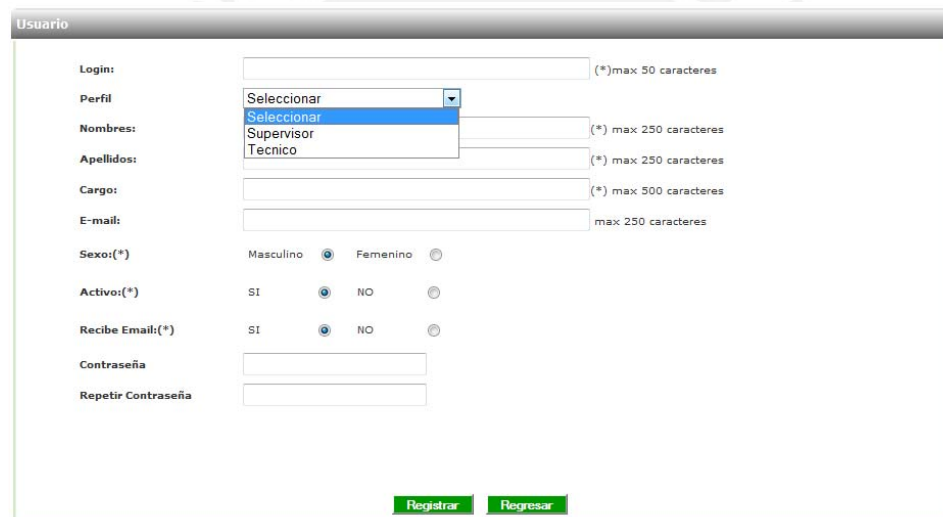 Usuario
Login: (*)max 50 caracteres
Perfil Seleccionar
Seleccionar
Nombres: Supervisor (*) max 250 caracteres
Tecnico
Apellidos: (*) max 250 caracteres
Cargo: (*) max 500 caracteres
E-mail: max 250 caracteres
Sexo:(*) Masculino Femenino
Activo:(*) SI NO
Recibe Email:(*) SI NO
Contraseña
Repetir Contraseña
Registrar Regresar